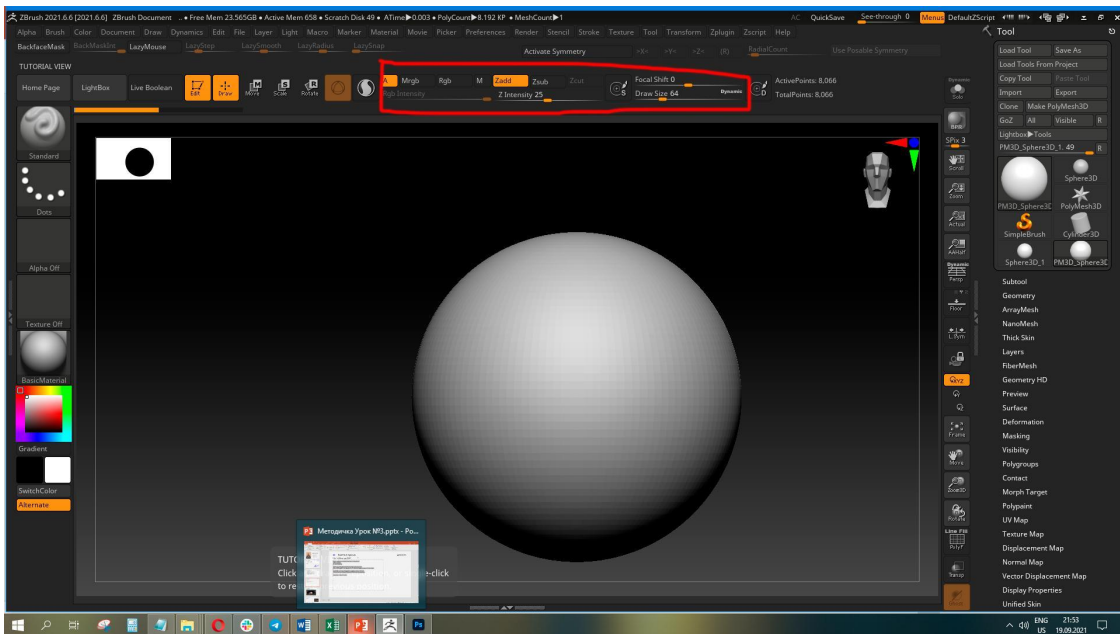 ZBrush 2021.6.6 [2021.6.6] ZBrush Document .. • Free Mem 23.565GB • Active Mem 658 • Scratch Disk 49 • ATime▶0.003 • PolyCount▶8.192 KP • MeshCount▶1 AC QuickSave See-through 0 Menus DefaultZScript
Alpha Brush Color Document Draw Dynamics Edit File Layer Light Macro Marker Material Movie Picker Preferences Render Stencil Stroke Texture Tool Transform Zplugin Zscript Help
BackfaceMask BackMaskInt LazyMouse LazyStep LazySmooth LazyRadius LazySnap Activate Symmetry >X< >Y< >Z< (R) RadialCount Use Posable Symmetry
TUTORIAL VIEW
Home Page LightBox Live Boolean Edit Draw Move Scale Rotate
A Mrgb Rgb M Zadd Zsub Zcut
Rgb Intensity Z Intensity 25
Focal Shift 0
S Draw Size 64 Dynamic D
ActivePoints: 8,066
TotalPoints: 8,066
Standard
Dots
Alpha Off
Texture Off
BasicMaterial
Gradient
SwitchColor
Alternate
Методичка Урок №3.pptx - Po...
TUTO
Click
e-click
to re
Dynamic
Solo
SPix 3
Scroll
Zoom
Actual
AAHalf
Dynamic
Persp
Floor
L.Sym
XYZ
Frame
Move
Zoom3D
Rotate
Line Fill
PolyF
Transp
Tool
Load Tool Save As
Load Tools From Project
Copy Tool Paste Tool
Import Export
Clone Make PolyMesh3D
GoZ All Visible R
Lightbox▶Tools
PM3D_Sphere3D_1. 49 R
Sphere3D
PM3D_Sphere3D PolyMesh3D
SimpleBrush Cylinder3D
Sphere3D_1 PM3D_Sphere3D
Subtool
Geometry
ArrayMesh
NanoMesh
Thick Skin
Layers
FiberMesh
Geometry HD
Preview
Surface
Deformation
Masking
Visibility
Polygroups
Contact
Morph Target
Polypaint
UV Map
Texture Map
Displacement Map
Normal Map
Vector Displacement Map
Display Properties
Unified Skin
ENG 21:53
US 19.09.2021